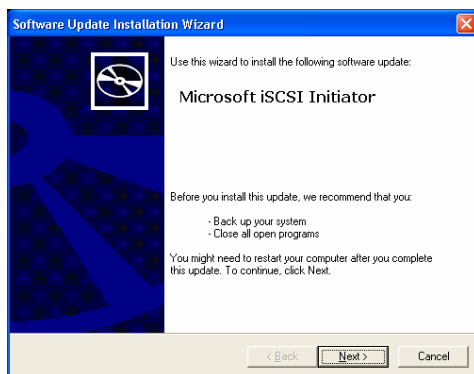 Software Update Installation Wizard
Use this wizard to install the following software update:
Microsoft iSCSI Initiator
Before you install this update, we recommend that you:
- Back up your system
- Close all open programs
You might need to restart your computer after you complete
this update. To continue, click Next.
< Back
Next >
Cancel